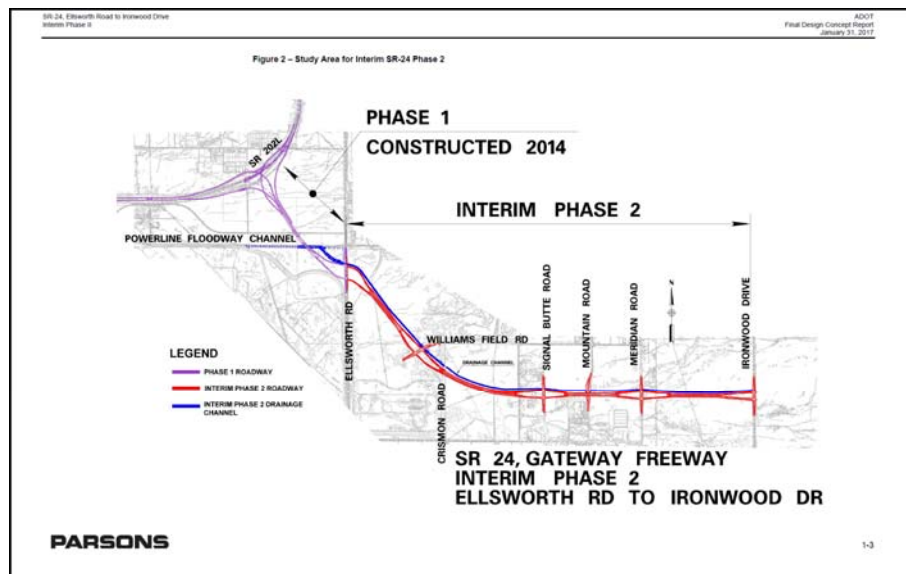 SR-24, Ellsworth Road to Ironwood Drive
Interim Phase II
ADOT
Final Design Concept Report
January 31, 2017
Figure 2 – Study Area for Interim SR-24 Phase 2
PHASE 1
CONSTRUCTED 2014
SR 202L
INTERIM PHASE 2
POWERLINE FLOODWAY CHANNEL
ELLSWORTH RD
WILLIAMS FIELD RD
DRAINAGE CHANNEL
CRISMON ROAD
SIGNAL BUTTE ROAD
MOUNTAIN ROAD
MERIDIAN ROAD
IRONWOOD DRIVE
LEGEND
PHASE 1 ROADWAY
INTERIM PHASE 2 ROADWAY
INTERIM PHASE 2 DRAINAGE
CHANNEL
SR 24, GATEWAY FREEWAY
INTERIM PHASE 2
ELLSWORTH RD TO IRONWOOD DR
PARSONS
1-3